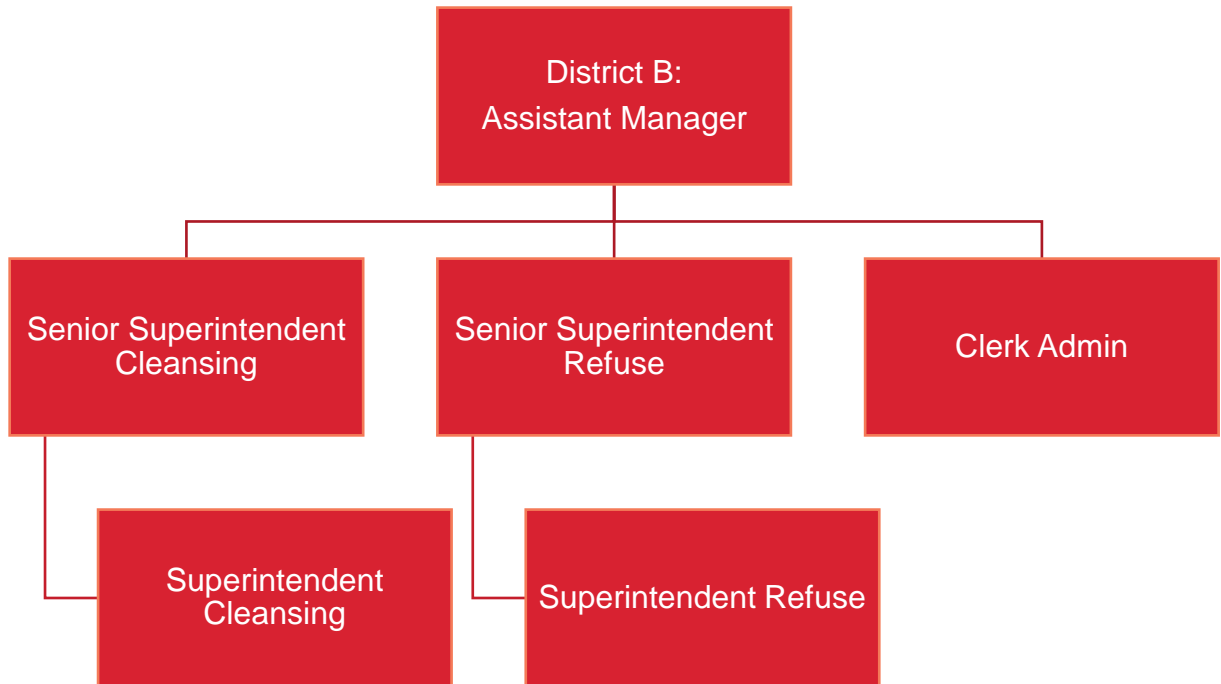 District B:
Assistant Manager
Senior Superintendent
Cleansing
Senior Superintendent
Refuse
Clerk Admin
Superintendent
Cleansing
Superintendent Refuse